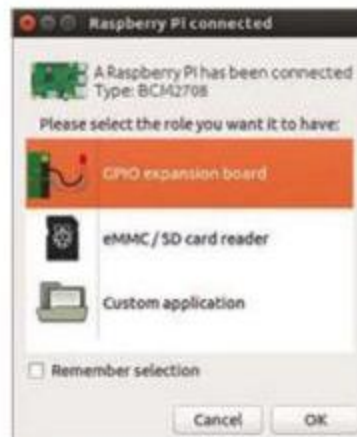 Raspberry Pi connected
A Raspberry Pi has been connected
Type: BCM2708
Please select the role you want it to have:
GPIO expansion board
eMMC / SD card reader
Custom application
Remember selection
Cancel
OK